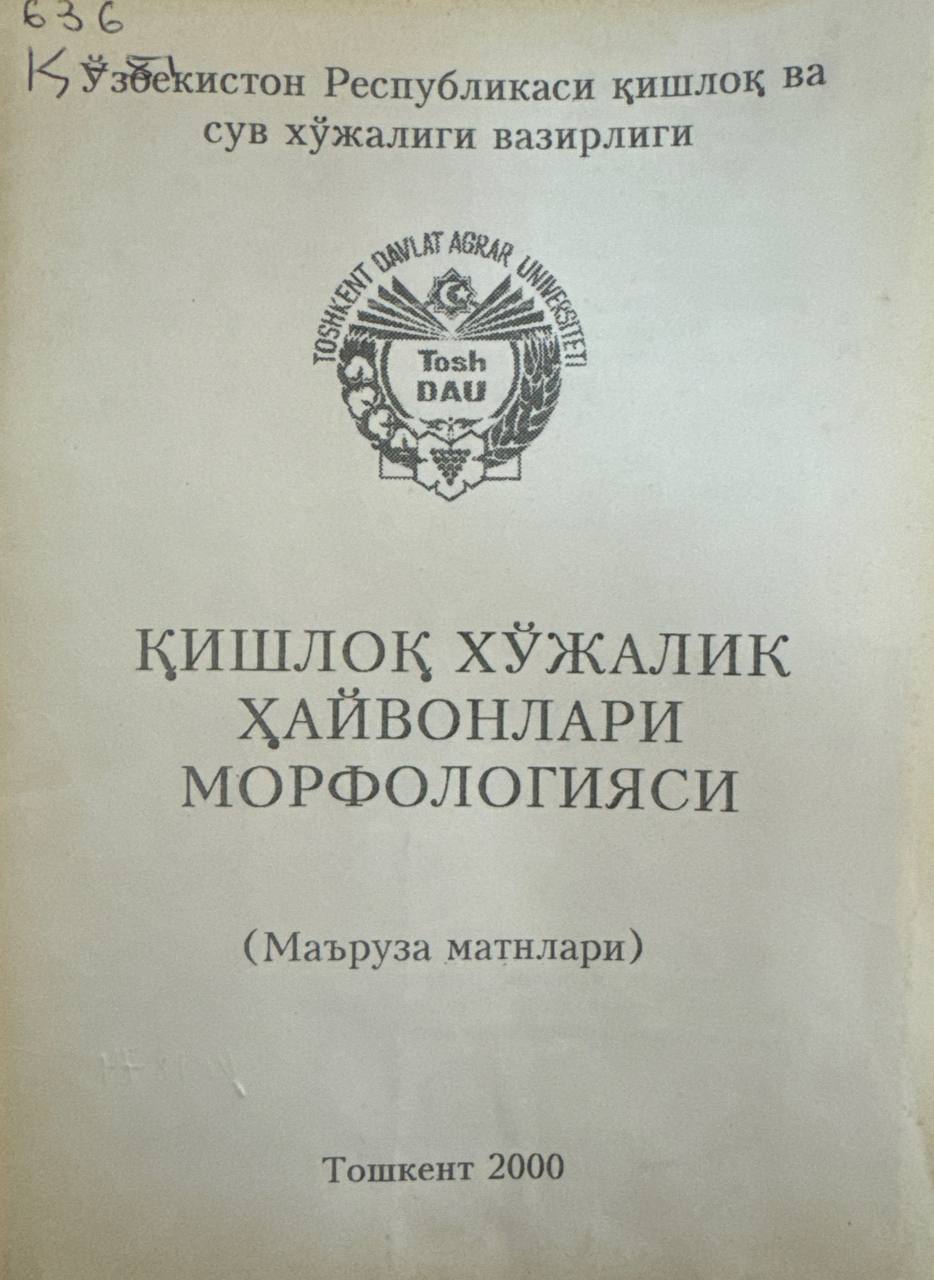 636
Қ
Ўзбекистон Республикаси қишлоқ ва
сув хўжалиги вазирлиги
TOSHKENT DAVLAT AGRAR UNIVERSITETI
Tosh
DAU
ҚИШЛОҚ ХЎЖАЛИК
ҲАЙВОНЛАРИ
МОРФОЛОГИЯСИ
(Маъруза матнлари)
Тошкент 2000